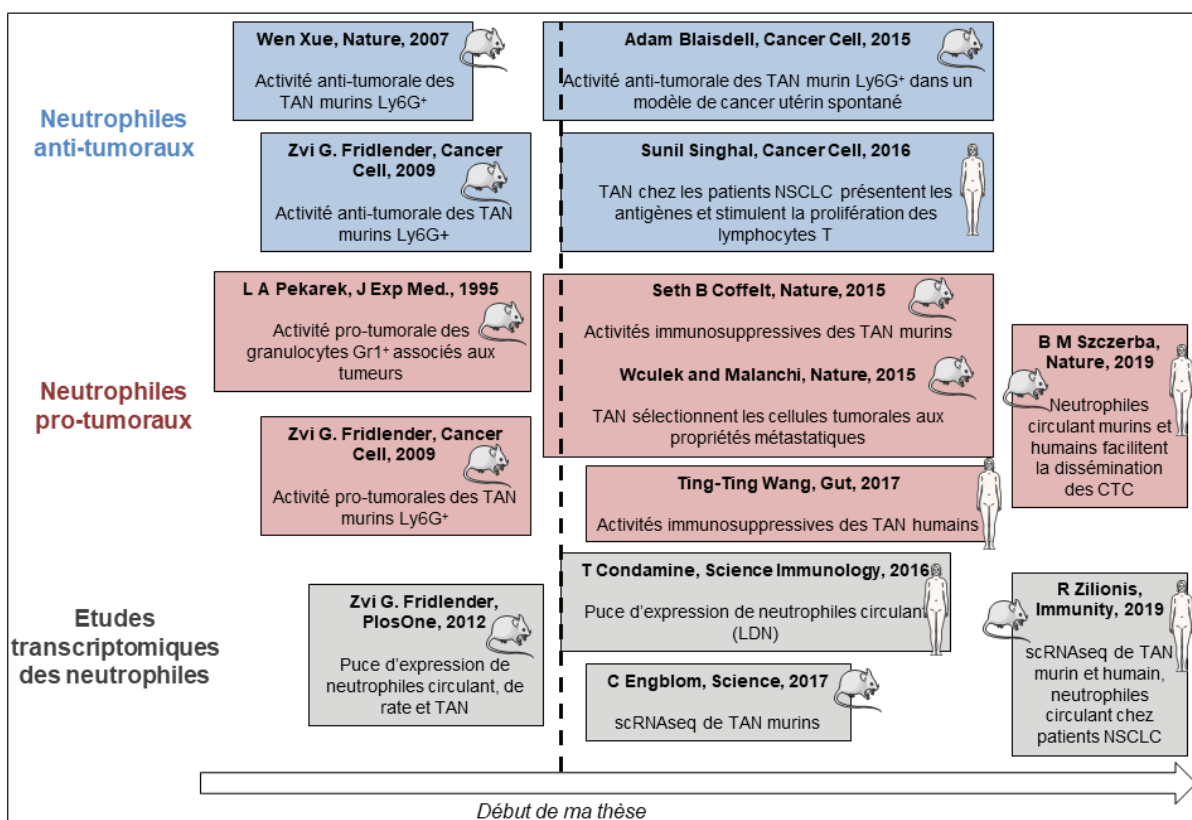 Neutrophiles
anti-tumoraux
Wen Xue, Nature, 2007
Activité anti-tumorale des
TAN murins Ly6G⁺
Adam Blaisdell, Cancer Cell, 2015
Activité anti-tumorale des TAN murin Ly6G⁺ dans un
modèle de cancer utérin spontané
Zvi G. Fridlender, Cancer
Cell, 2009
Activité anti-tumorale des TAN
murins Ly6G+
Sunil Singhal, Cancer Cell, 2016
TAN chez les patients NSCLC présentent les
antigènes et stimulent la prolifération des
lymphocytes T
Neutrophiles
pro-tumoraux
L A Pekarek, J Exp Med., 1995
Activité pro-tumorale des
granulocytes Gr1⁺ associés aux
tumeurs
Seth B Coffelt, Nature, 2015
Activités immunosuppressives des TAN murins
Wculek and Malanchi, Nature, 2015
TAN sélectionnent les cellules tumorales aux
propriétés métastatiques
B M Szczerba,
Nature, 2019
Neutrophiles
circulant murins et
humains facilitent
la dissémination
des CTC
Zvi G. Fridlender, Cancer
Cell, 2009
Activité pro-tumorales des TAN
murins Ly6G⁺
Ting-Ting Wang, Gut, 2017
Activités immunosuppressives des TAN humains
Etudes
transcriptomiques
des neutrophiles
Zvi G. Fridlender,
PlosOne, 2012
Puce d'expression de
neutrophiles circulant, de
rate et TAN
T Condamine, Science Immunology, 2016
Puce d'expression de neutrophiles circulant
(LDN)
C Engblom, Science, 2017
scRNAseq de TAN murins
R Zilionis,
Immunity, 2019
scRNAseq de TAN
murin et humain,
neutrophiles
circulant chez
patients NSCLC
Début de ma thèse